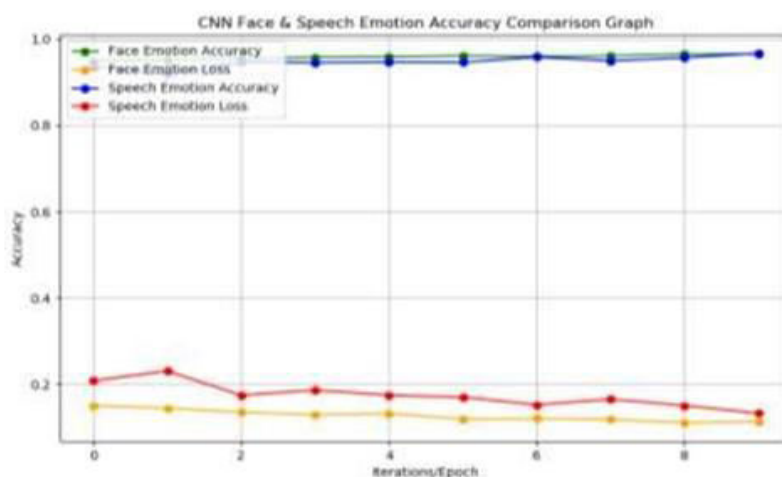 CNN Face & Speech Emotion Accuracy Comparison Graph
1.0
0.8
0.6
0.4
0.2
Accuracy
Face Emotion Accuracy
Face Emotion Loss
Speech Emotion Accuracy
Speech Emotion Loss
0 2 4 6 8
Iterations/Epoch